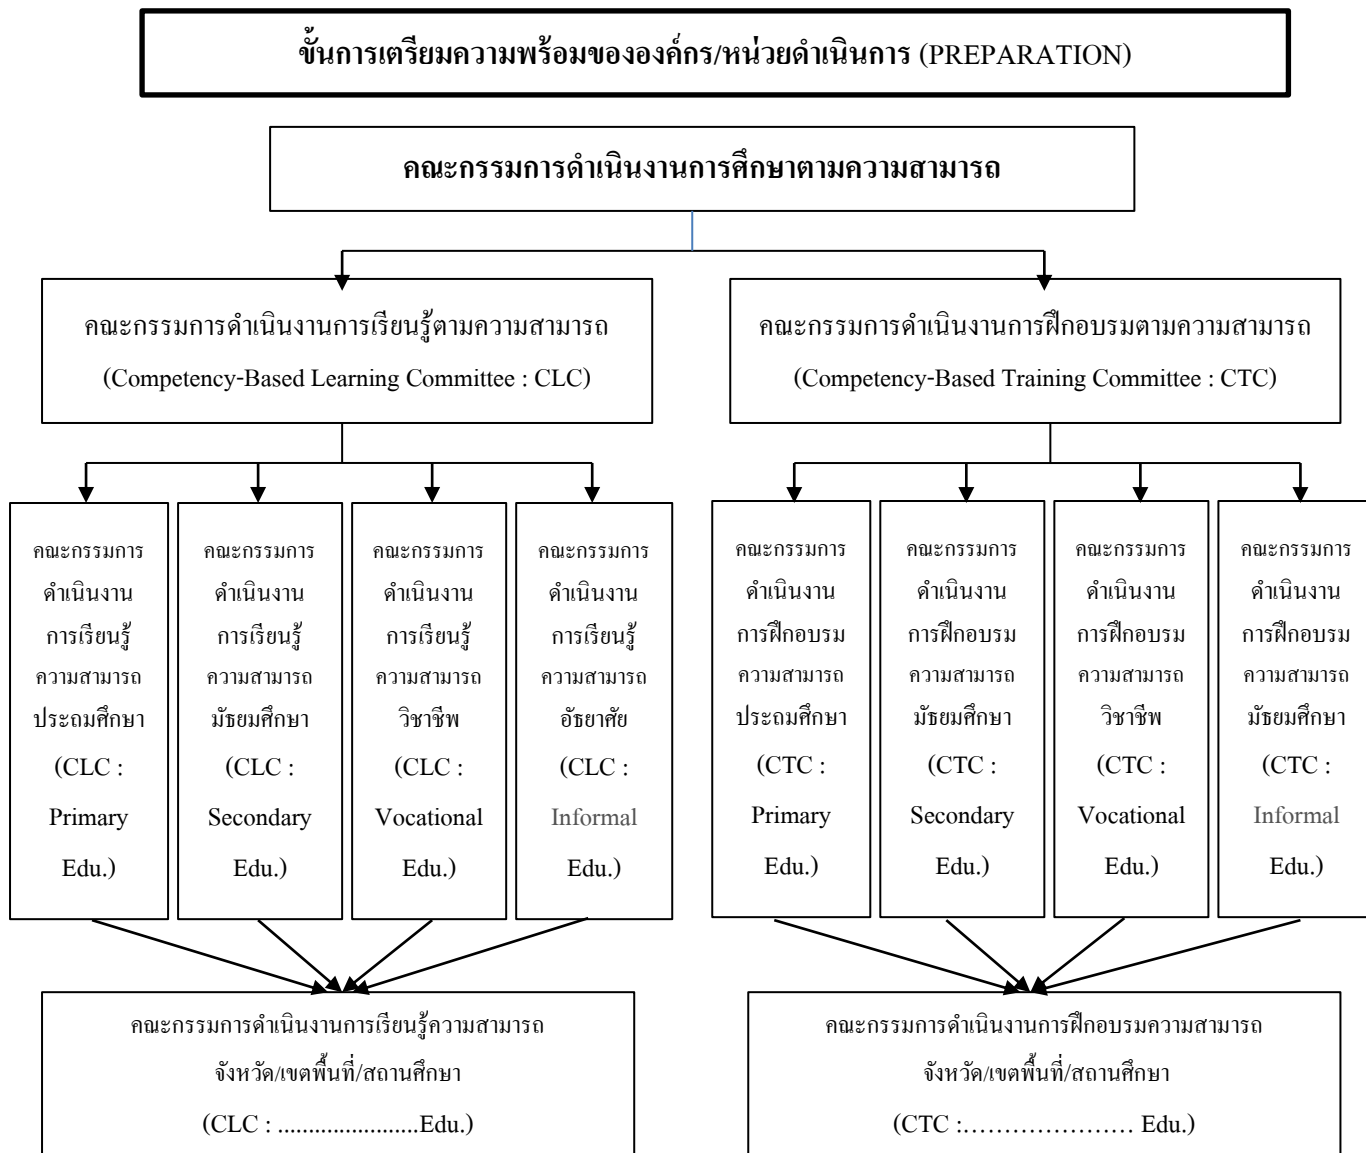 ขั้นการเตรียมความพร้อมขององค์กร/หน่วยดำเนินการ (PREPARATION)
คณะกรรมการดำเนินงานการศึกษาตามความสามารถ
คณะกรรมการดำเนินงานการเรียนรู้ตามความสามารถ
(Competency-Based Learning Committee : CLC)
คณะกรรมการดำเนินงานการฝึกอบรมตามความสามารถ
(Competency-Based Training Committee : CTC)
คณะกรรมการ
ดำเนินงาน
การเรียนรู้
ความสามารถ
ประถมศึกษา
(CLC :
Primary
Edu.)
คณะกรรมการ
ดำเนินงาน
การเรียนรู้
ความสามารถ
มัธยมศึกษา
(CLC :
Secondary
Edu.)
คณะกรรมการ
ดำเนินงาน
การเรียนรู้
ความสามารถ
วิชาชีพ
(CLC :
Vocational
Edu.)
คณะกรรมการ
ดำเนินงาน
การเรียนรู้
ความสามารถ
อัธยาศัย
(CLC :
Informal
Edu.)
คณะกรรมการ
ดำเนินงาน
การฝึกอบรม
ความสามารถ
ประถมศึกษา
(CTC :
Primary
Edu.)
คณะกรรมการ
ดำเนินงาน
การฝึกอบรม
ความสามารถ
มัธยมศึกษา
(CTC :
Secondary
Edu.)
คณะกรรมการ
ดำเนินงาน
การฝึกอบรม
ความสามารถ
วิชาชีพ
(CTC :
Vocational
Edu.)
คณะกรรมการ
ดำเนินงาน
การฝึกอบรม
ความสามารถ
มัธยมศึกษา
(CTC :
Informal
Edu.)
คณะกรรมการดำเนินงานการเรียนรู้ความสามารถ
จังหวัด/เขตพื้นที่/สถานศึกษา
(CLC : .......................Edu.)
คณะกรรมการดำเนินงานการฝึกอบรมความสามารถ
จังหวัด/เขตพื้นที่/สถานศึกษา
(CTC :………………… Edu.)